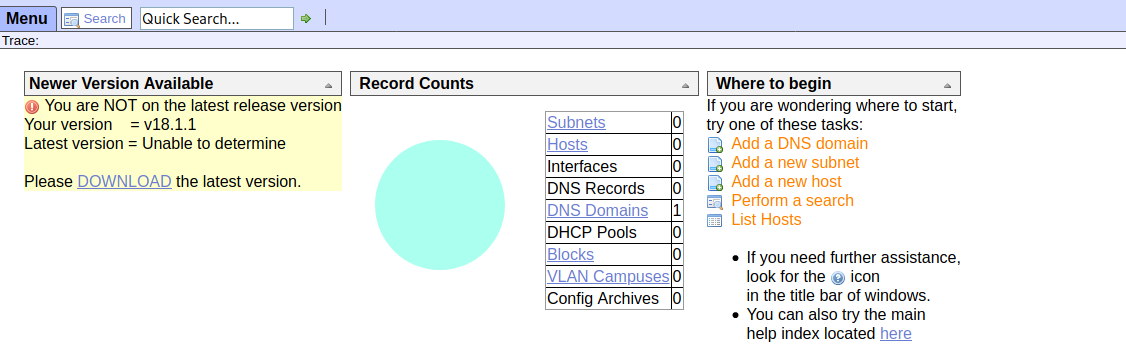 Menu Search Quick Search...
Trace:
Newer Version Available
You are NOT on the latest release version
Your version = v18.1.1
Latest version = Unable to determine
Please DOWNLOAD the latest version.
Record Counts
Subnets 0
Hosts 0
Interfaces 0
DNS Records 0
DNS Domains 1
DHCP Pools 0
Blocks 0
VLAN Campuses 0
Config Archives 0
Where to begin
If you are wondering where to start,
try one of these tasks:
Add a DNS domain
Add a new subnet
Add a new host
Perform a search
List Hosts
• If you need further assistance,
look for the ? icon
in the title bar of windows.
• You can also try the main
help index located here